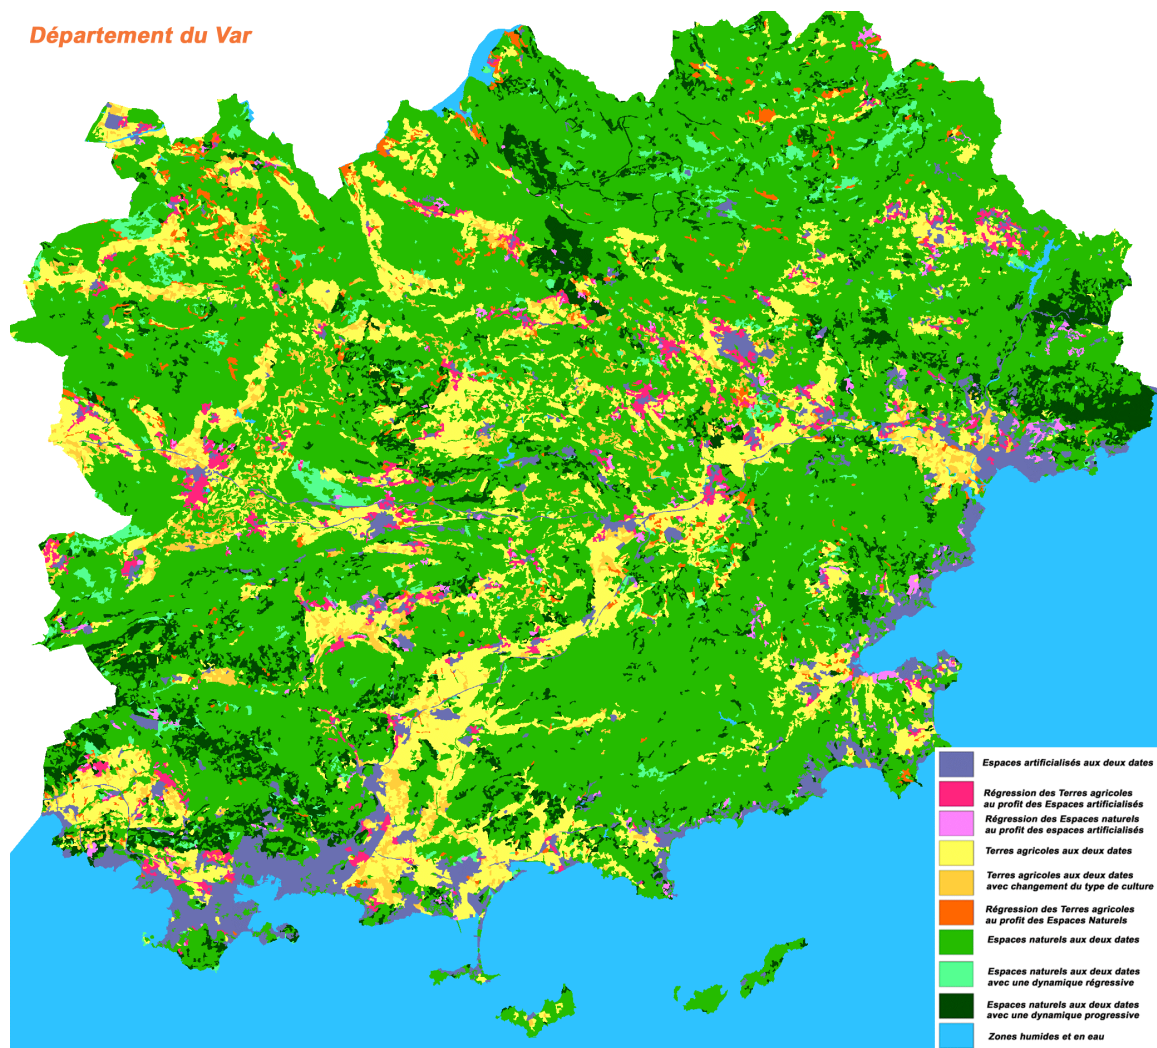 Département du Var
Espaces artificialisés aux deux dates
Régression des Terres agricoles
au profit des Espaces artificialisés
Régression des Espaces naturels
au profit des espaces artificialisés
Terres agricoles aux deux dates
Terres agricoles aux deux dates
avec changement du type de culture
Régression des Terres agricoles
au profit des Espaces Naturels
Espaces naturels aux deux dates
Espaces naturels aux deux dates
avec une dynamique régressive
Espaces naturels aux deux dates
avec une dynamique progressive
Zones humides et en eau